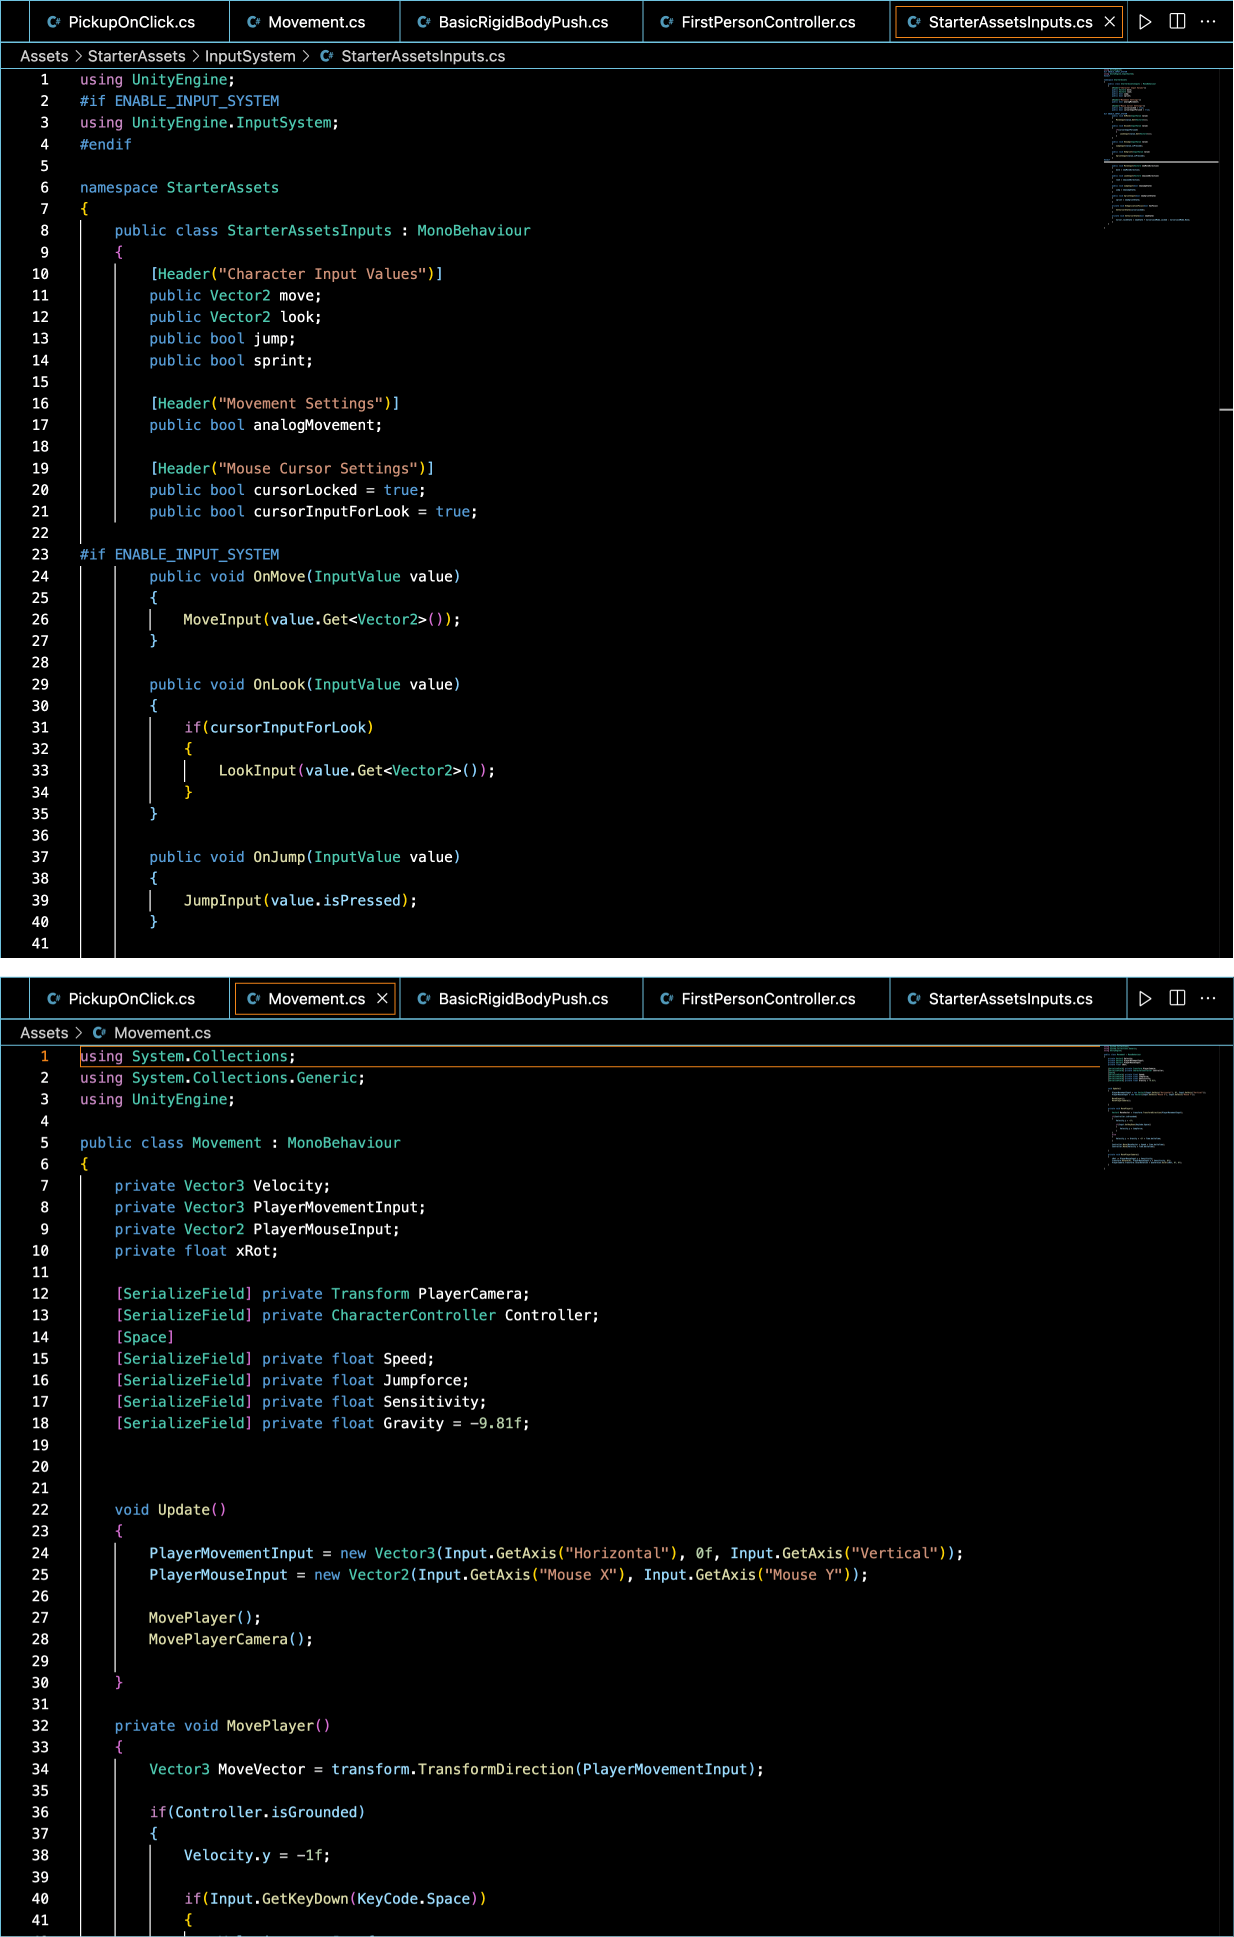 PickupOnClick.cs Movement.cs BasicRigidBodyPush.cs FirstPersonController.cs StarterAssetsInputs.cs
Assets > StarterAssets > InputSystem > StarterAssetsInputs.cs
1 using UnityEngine;
2 #if ENABLE_INPUT_SYSTEM
3 using UnityEngine.InputSystem;
4 #endif
5
6 namespace StarterAssets
7 {
8 public class StarterAssetsInputs : MonoBehaviour
9 {
10 [Header("Character Input Values")]
11 public Vector2 move;
12 public Vector2 look;
13 public bool jump;
14 public bool sprint;
15
16 [Header("Movement Settings")]
17 public bool analogMovement;
18
19 [Header("Mouse Cursor Settings")]
20 public bool cursorLocked = true;
21 public bool cursorInputForLook = true;
22
23 #if ENABLE_INPUT_SYSTEM
24 public void OnMove(InputValue value)
25 {
26 MoveInput(value.Get<Vector2>());
27 }
28
29 public void OnLook(InputValue value)
30 {
31 if(cursorInputForLook)
32 {
33 LookInput(value.Get<Vector2>());
34 }
35 }
36
37 public void OnJump(InputValue value)
38 {
39 JumpInput(value.isPressed);
40 }
41
PickupOnClick.cs Movement.cs BasicRigidBodyPush.cs FirstPersonController.cs StarterAssetsInputs.cs
Assets > Movement.cs
1 using System.Collections;
2 using System.Collections.Generic;
3 using UnityEngine;
4
5 public class Movement : MonoBehaviour
6 {
7 private Vector3 Velocity;
8 private Vector3 PlayerMovementInput;
9 private Vector2 PlayerMouseInput;
10 private float xRot;
11
12 [SerializeField] private Transform PlayerCamera;
13 [SerializeField] private CharacterController Controller;
14 [Space]
15 [SerializeField] private float Speed;
16 [SerializeField] private float Jumpforce;
17 [SerializeField] private float Sensitivity;
18 [SerializeField] private float Gravity = -9.81f;
19
20
21
22 void Update()
23 {
24 PlayerMovementInput = new Vector3(Input.GetAxis("Horizontal"), 0f, Input.GetAxis("Vertical"));
25 PlayerMouseInput = new Vector2(Input.GetAxis("Mouse X"), Input.GetAxis("Mouse Y"));
26
27 MovePlayer();
28 MovePlayerCamera();
29
30 }
31
32 private void MovePlayer()
33 {
34 Vector3 MoveVector = transform.TransformDirection(PlayerMovementInput);
35
36 if(Controller.isGrounded)
37 {
38 Velocity.y = -1f;
39
40 if(Input.GetKeyDown(KeyCode.Space))
41 {